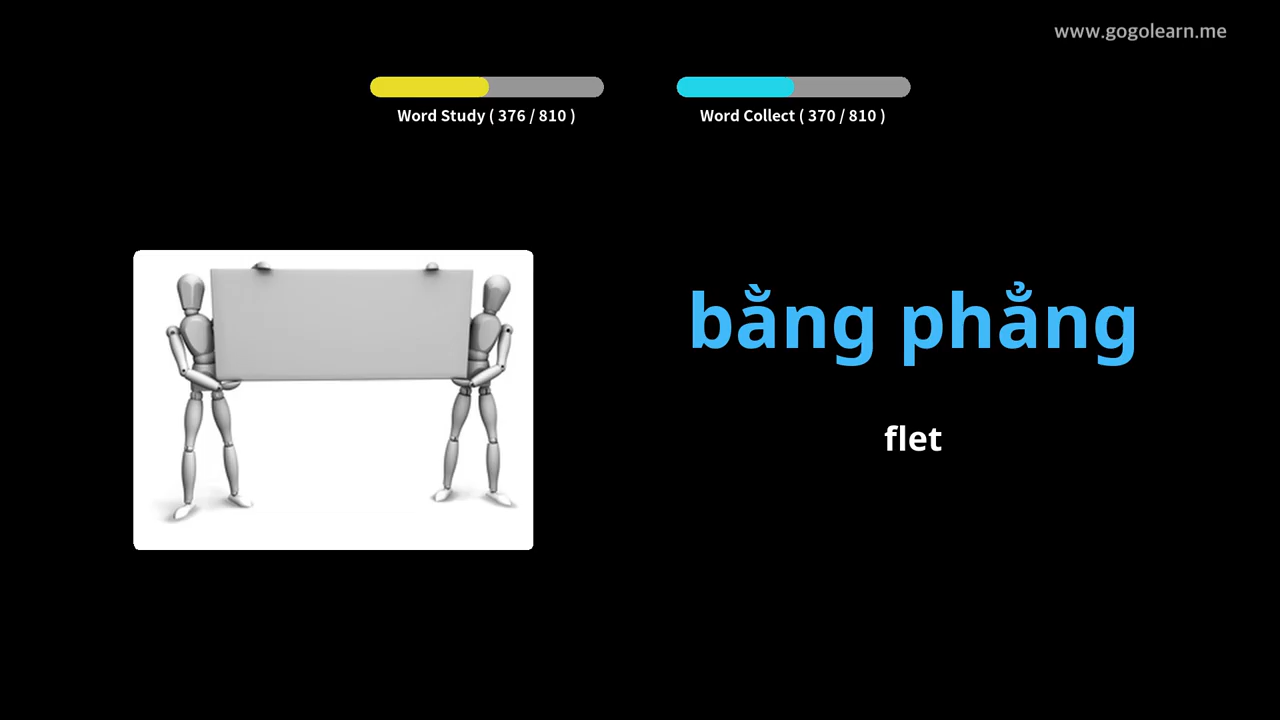 www.gogolearn.me
Word Study ( 376 / 810 )
Word Collect ( 370 / 810 )
bằng phẳng
flet